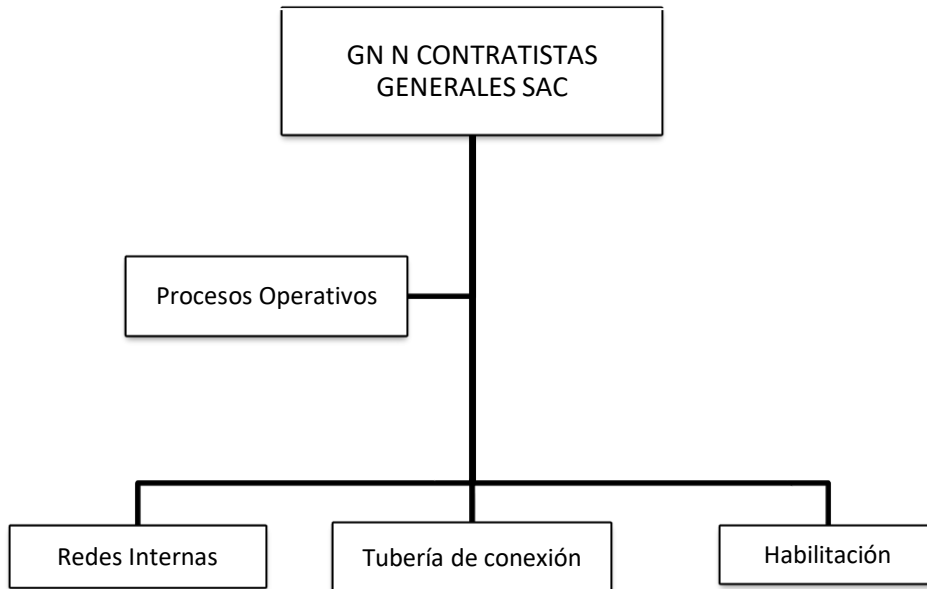 GN N CONTRATISTAS
GENERALES SAC
Procesos Operativos
Redes Internas
Tubería de conexión
Habilitación